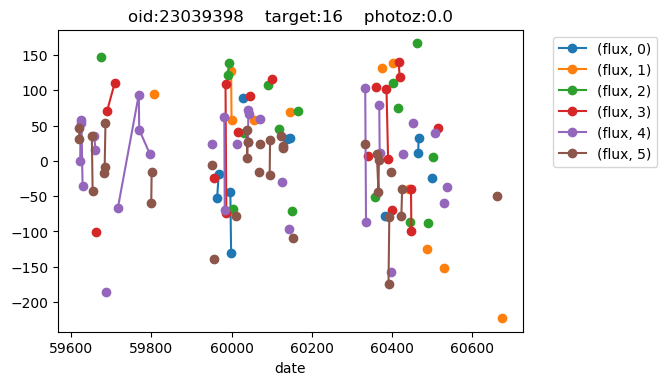 oid:23039398 target:16 photoz:0.0
150
100
50
0
−50
−100
−150
−200
59600 59800 60000 60200 60400 60600
date
(flux, 0)
(flux, 1)
(flux, 2)
(flux, 3)
(flux, 4)
(flux, 5)